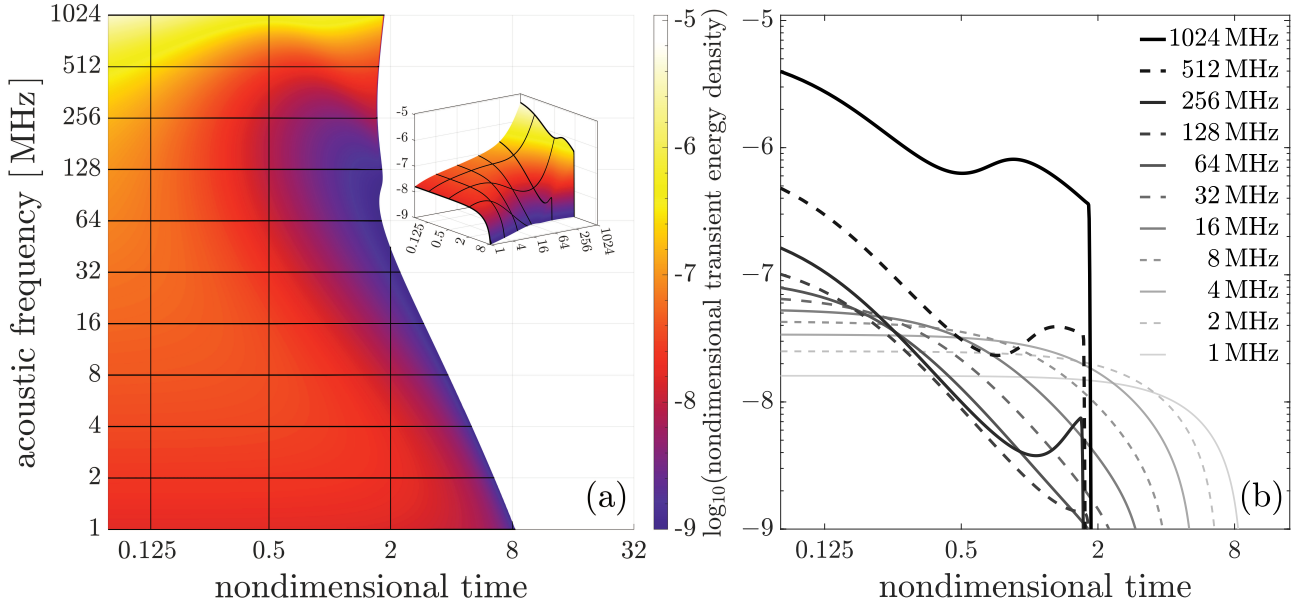 1024
512
256
128
64
32
16
8
4
2
1
acoustic frequency [MHz]
0.125
0.5
2
8
32
nondimensional time
(a)
-5
-6
-7
-8
-9
0.125
0.5
2
8
1
4
16
64
256
1024
-5
-6
-7
-8
-9
log10(nondimensional transient energy density)
(b)
−5
−6
−7
−8
−9
0.125
0.5
2
8
nondimensional time
1024 MHz
512 MHz
256 MHz
128 MHz
64 MHz
32 MHz
16 MHz
8 MHz
4 MHz
2 MHz
1 MHz